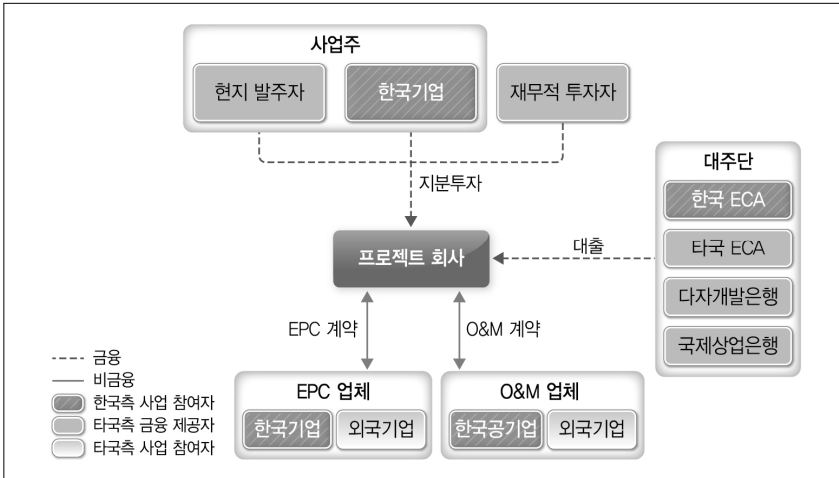 사업주
현지 발주자
한국기업
재무적 투자자
지분투자
대주단
한국 ECA
타국 ECA
다자개발은행
국제상업은행
대출
프로젝트 회사
EPC 계약
O&M 계약
EPC 업체
한국기업
외국기업
O&M 업체
한국공기업
외국기업
금융
비금융
한국측 사업 참여자
타국측 금융 제공자
타국측 사업 참여자